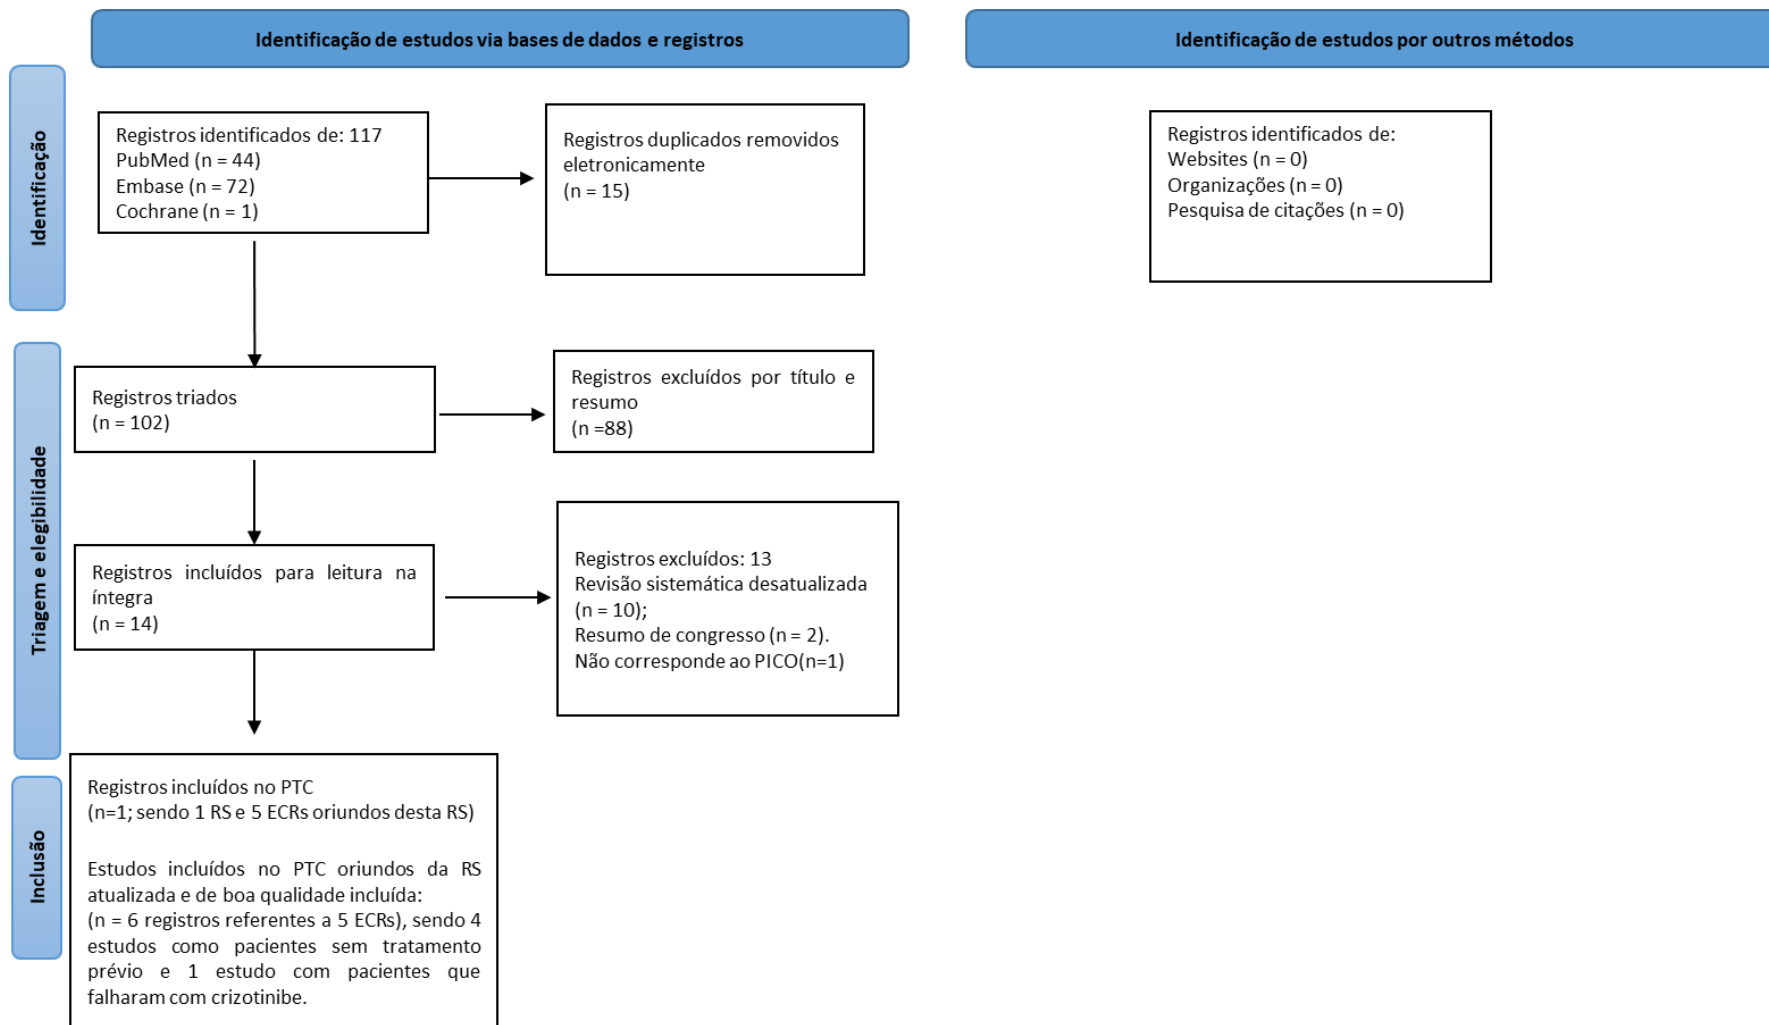 Identificação de estudos via bases de dados e registros
Identificação de estudos por outros métodos
Identificação
Registros identificados de: 117
PubMed (n = 44)
Embase (n = 72)
Cochrane (n = 1)
Registros duplicados removidos
eletronicamente
(n = 15)
Registros identificados de:
Websites (n = 0)
Organizações (n = 0)
Pesquisa de citações (n = 0)
Triagem e elegibilidade
Registros triados
(n = 102)
Registros excluídos por título e
resumo
(n =88)
Registros incluídos para leitura na
íntegra
(n = 14)
Registros excluídos: 13
Revisão sistemática desatualizada
(n = 10);
Resumo de congresso (n = 2).
Não corresponde ao PICO(n=1)
Inclusão
Registros incluídos no PTC
(n=1; sendo 1 RS e 5 ECRs oriundos desta RS)
Estudos incluídos no PTC oriundos da RS
atualizada e de boa qualidade incluída:
(n = 6 registros referentes a 5 ECRs), sendo 4
estudos como pacientes sem tratamento
prévio e 1 estudo com pacientes que
falharam com crizotinibe.